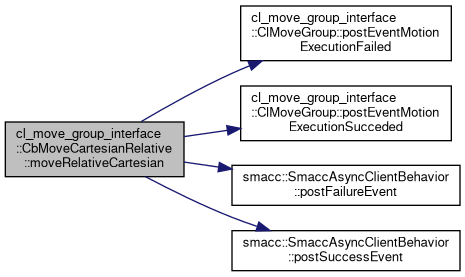 cl_move_group_interface
::ClMoveGroup::postEventMotion
ExecutionFailed
cl_move_group_interface
::CbMoveCartesianRelative
::moveRelativeCartesian
cl_move_group_interface
::ClMoveGroup::postEventMotion
ExecutionSucceded
smacc::SmaccAsyncClientBehavior
::postFailureEvent
smacc::SmaccAsyncClientBehavior
::postSuccessEvent